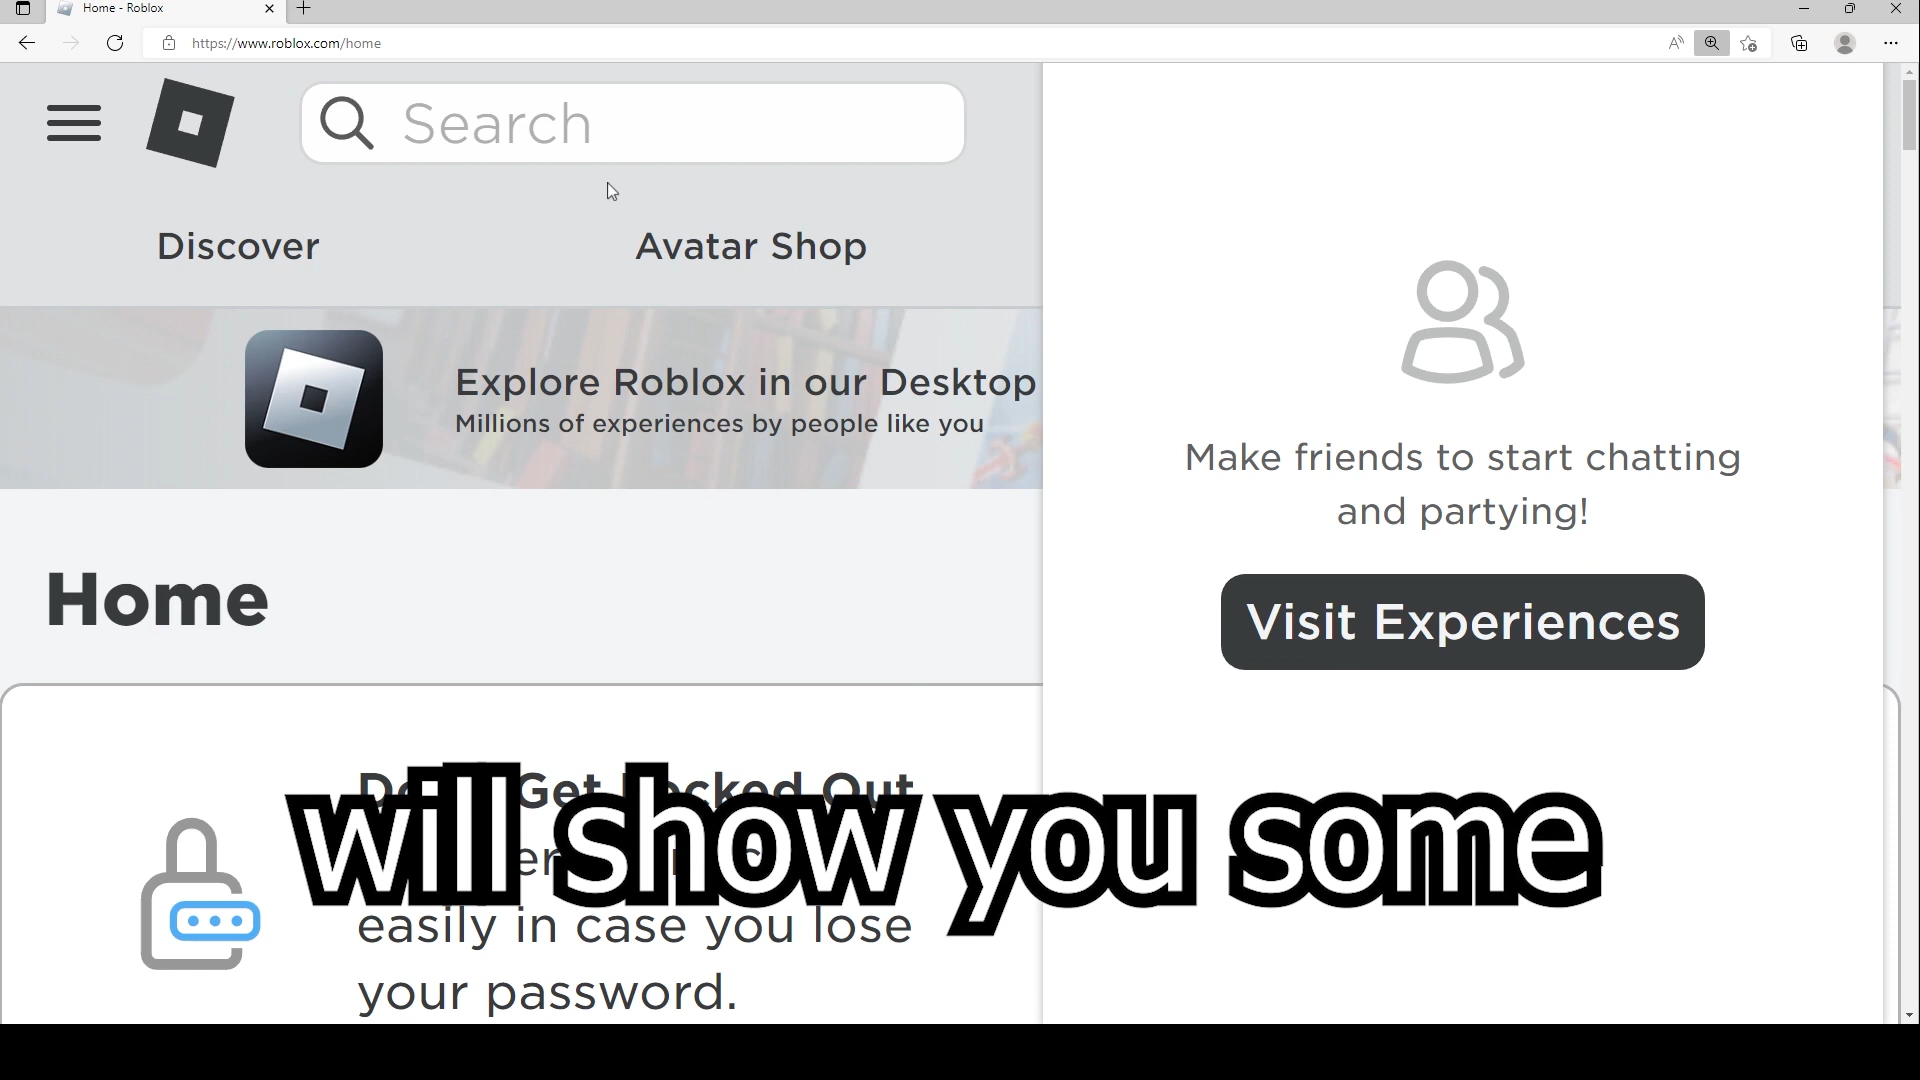 Home - Roblox
https://www.roblox.com/home
Search
Discover
Avatar Shop
Explore Roblox in our Desktop
Millions of experiences by people like you
Make friends to start chatting
and partying!
Visit Experiences
Home
Get Out
will show you some
easily in case you lose
your password.